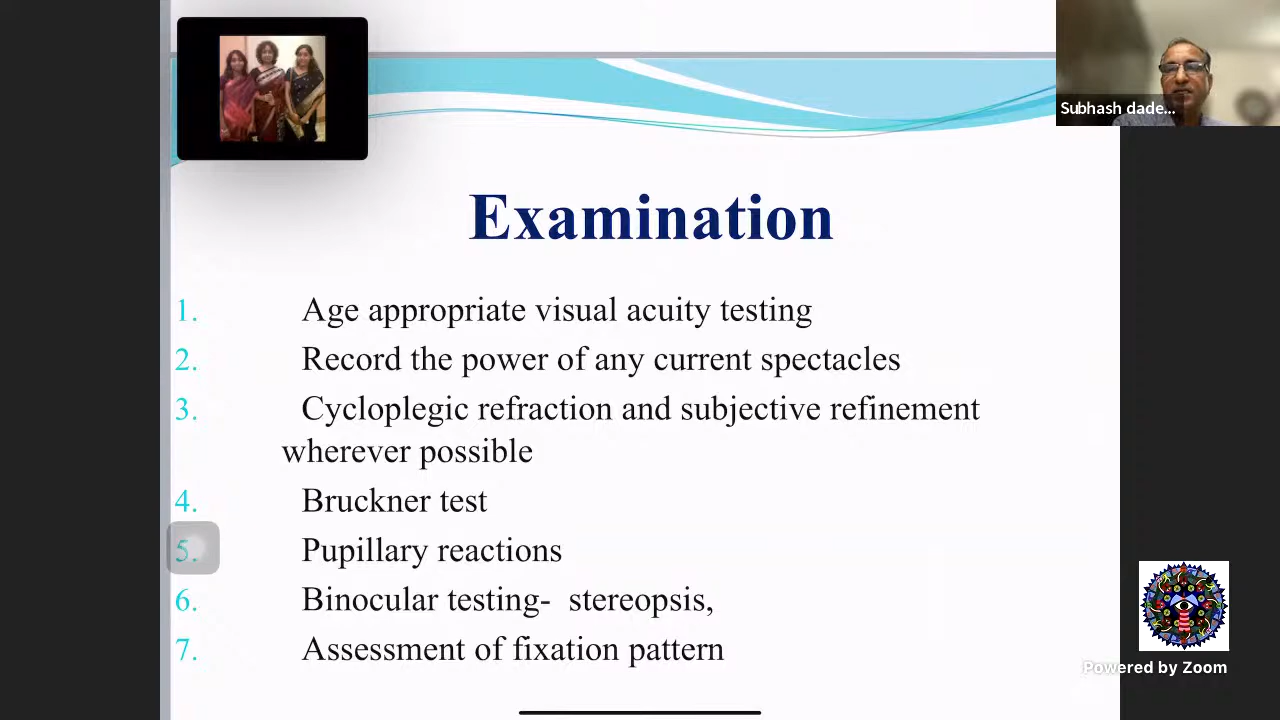 Subhash dade...
Examination
1. Age appropriate visual acuity testing
2. Record the power of any current spectacles
3. Cycloplegic refraction and subjective refinement
wherever possible
4. Bruckner test
5. Pupillary reactions
6. Binocular testing- stereopsis,
7. Assessment of fixation pattern
Powered by Zoom